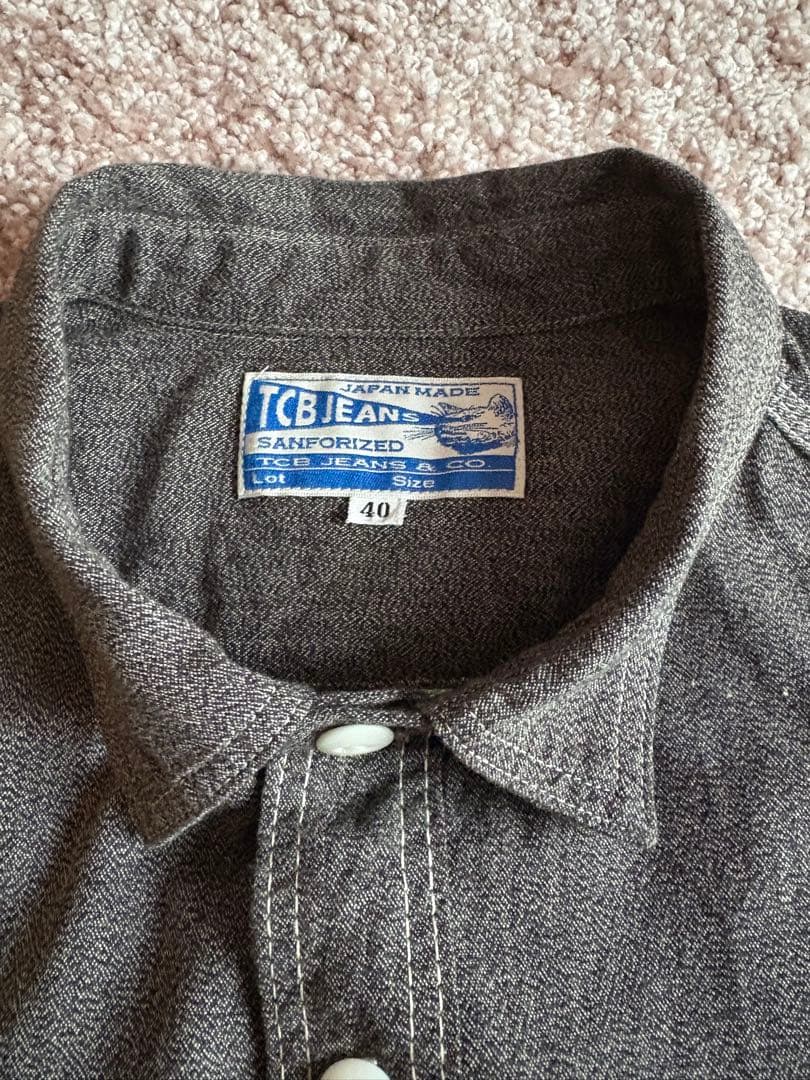 JAPAN MADE
TCB JEANS
SANFORIZED
TCB JEANS & CO.
Lot Size
40